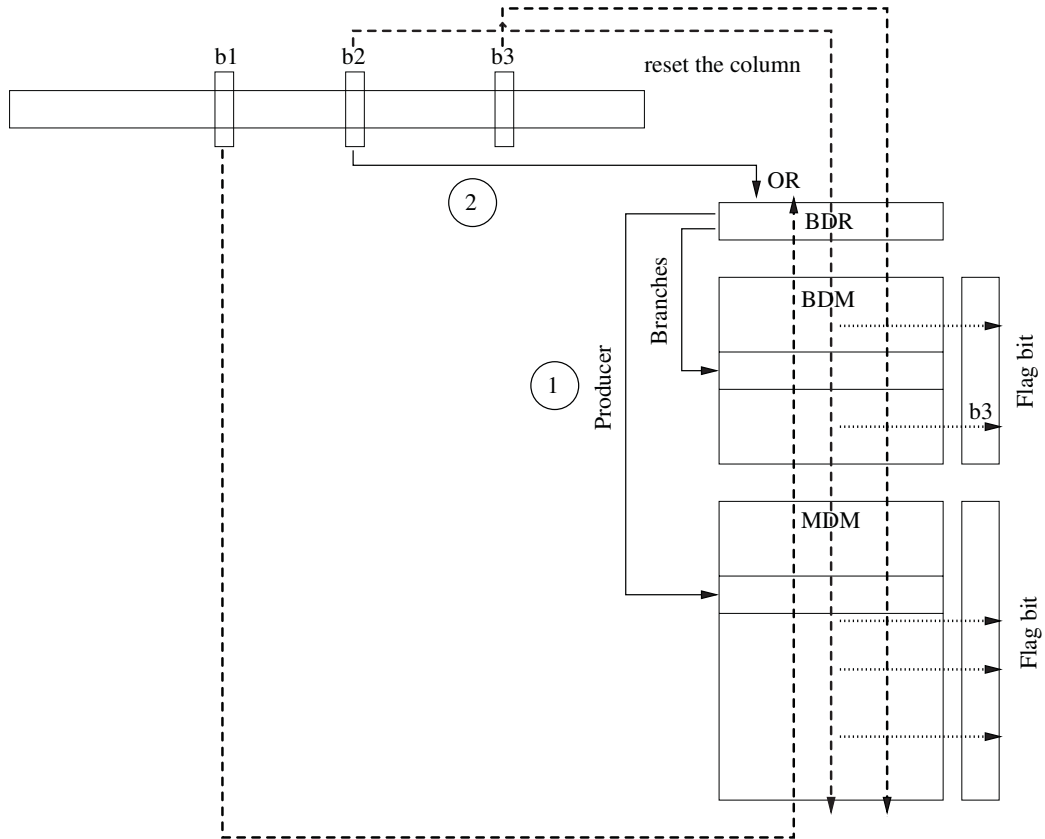 b1
b2
b3
reset the column
2
OR
BDR
Branches
BDM
Flag bit
b3
1
Producer
MDM
Flag bit